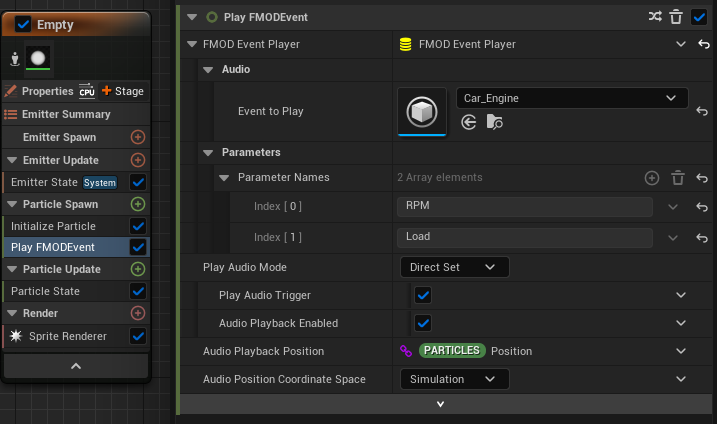 Empty
Properties CPU + Stage
Emitter Summary
Emitter Spawn
Emitter Update
Emitter State System
Particle Spawn
Initialize Particle
Play FMODEvent
Particle Update
Particle State
Render
Sprite Renderer
Play FMODEvent
FMOD Event Player FMOD Event Player
Audio
Event to Play Car_Engine
Parameters
Parameter Names 2 Array elements
Index [ 0 ] RPM
Index [ 1 ] Load
Play Audio Mode Direct Set
Play Audio Trigger
Audio Playback Enabled
Audio Playback Position PARTICLES Position
Audio Position Coordinate Space Simulation